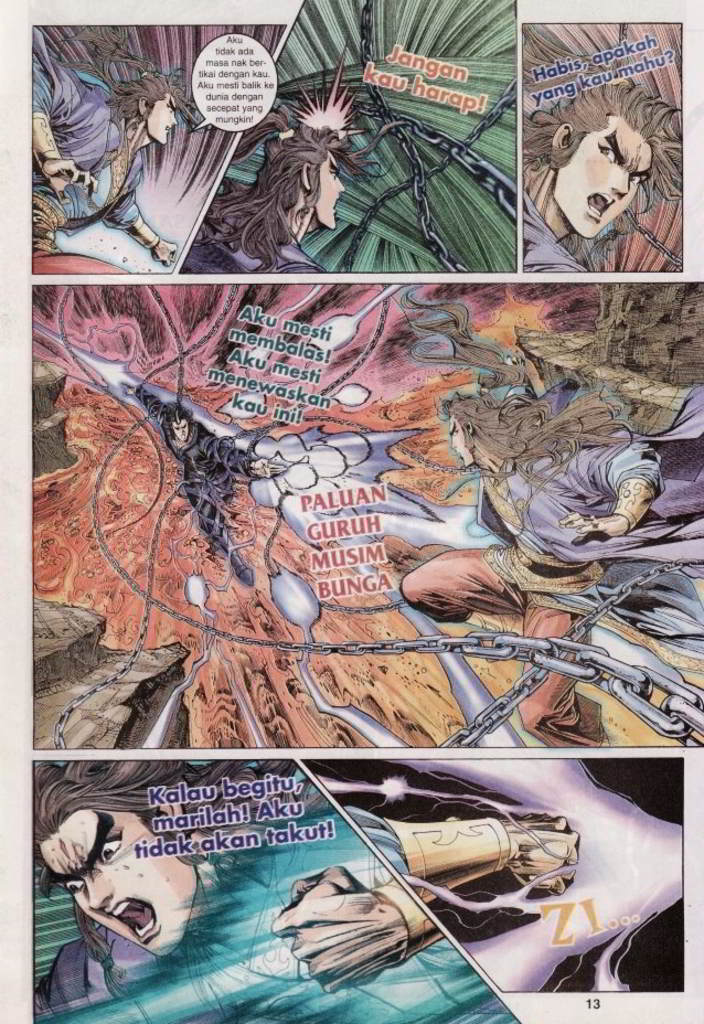 Aku
tidak ada
masa nak ber-
tikai dengan kau.
Aku mesti balik ke
dunia dengan
secepat yang
mungkin!
Jangan
kau harap!
Habis, apakah
yang kau mahu?
Aku mesti
membalas!
Aku mesti
menewaskan
kau ini!
PALUAN
GURUH
MUSIM
BUNGA
Kalau begitu,
marilah! Aku
tidak akan takut!
ZI...
13